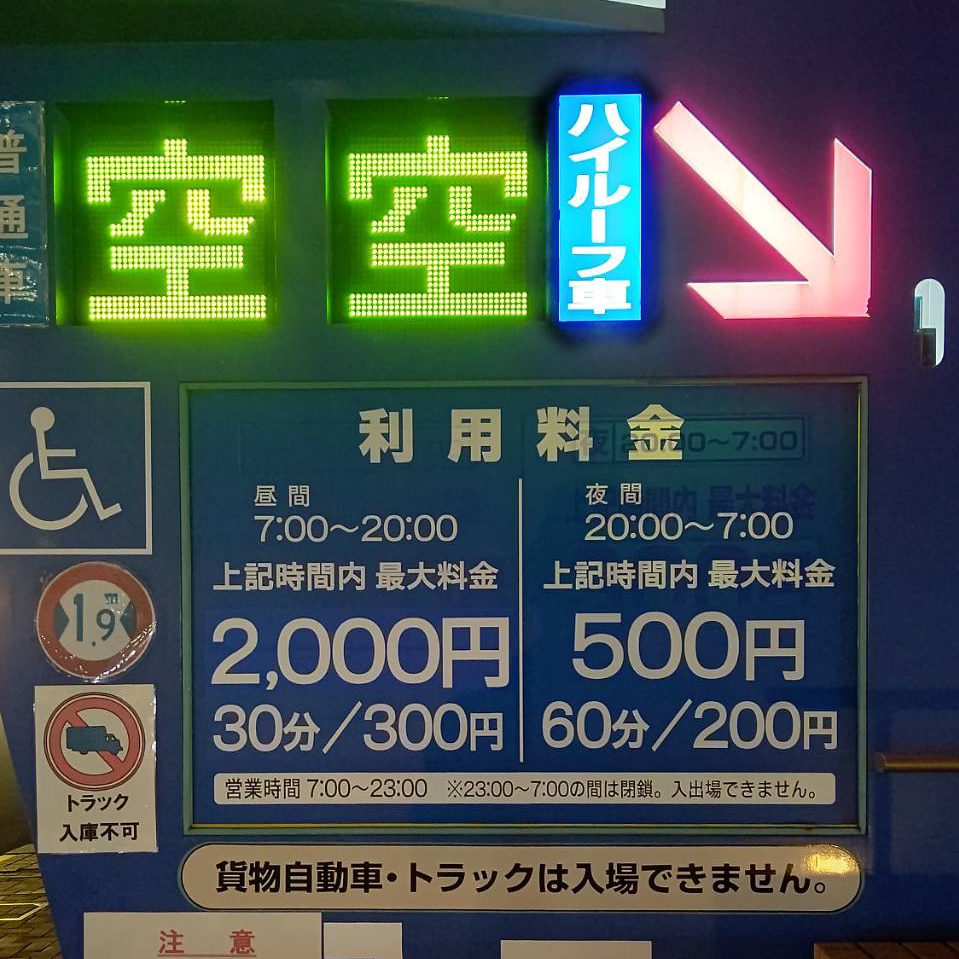 普通車
空
空
ハイルーフ車
利用料金
昼間
7:00～20:00
上記時間内 最大料金
2,000円
30分／300円
夜間
20:00～7:00
上記時間内 最大料金
500円
60分／200円
営業時間 7:00～23:00 ※23:00～7:00の間は閉鎖。入出場できません。
1.9m
トラック
入庫不可
貨物自動車・トラックは入場できません。
注 意